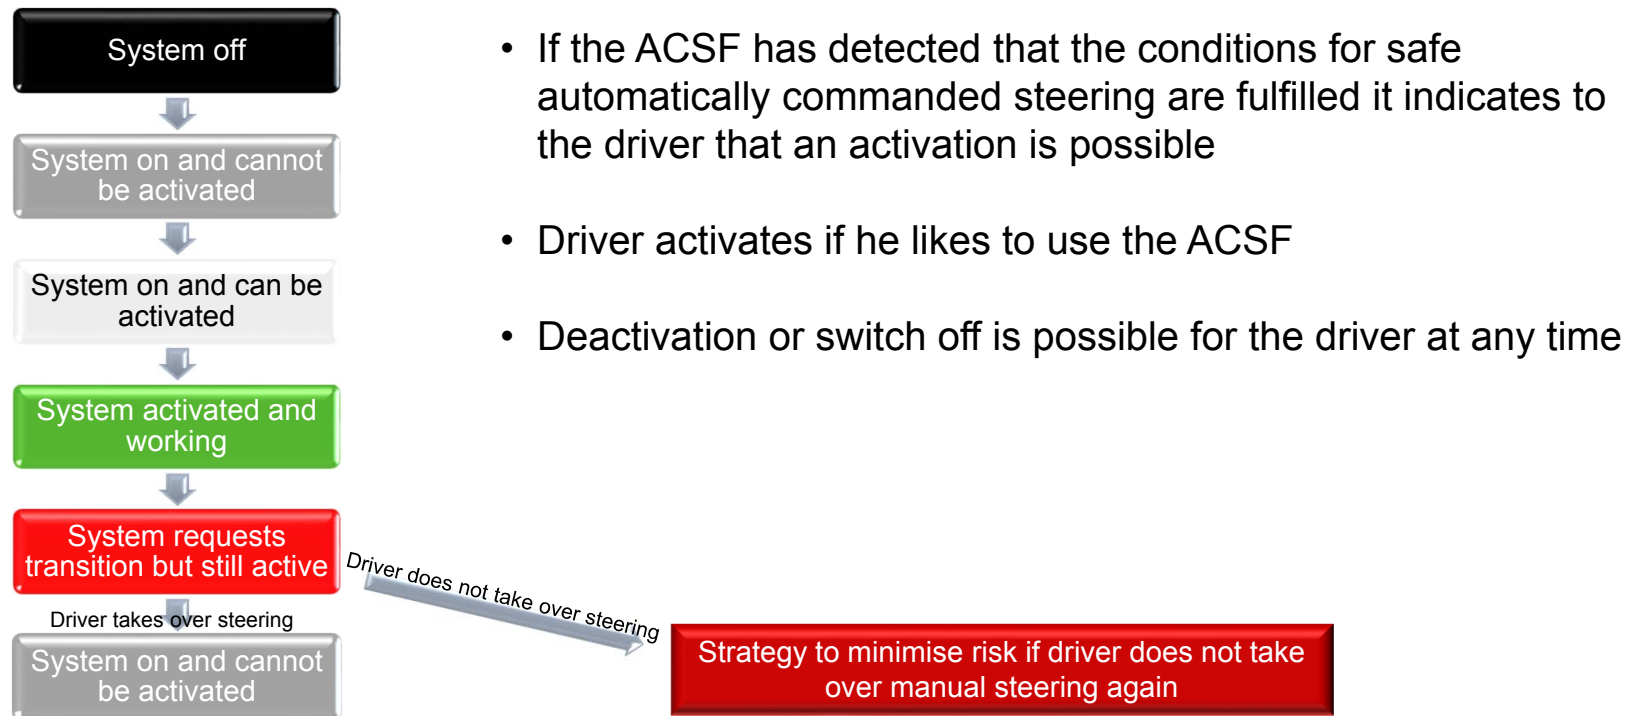 System off
System on and cannot
be activated
System on and can be
activated
System activated and
working
System requests
transition but still active
Driver takes over steering
System on and cannot
be activated
Driver does not take over steering
Strategy to minimise risk if driver does not take
over manual steering again
• If the ACSF has detected that the conditions for safe
automatically commanded steering are fulfilled it indicates to
the driver that an activation is possible
• Driver activates if he likes to use the ACSF
• Deactivation or switch off is possible for the driver at any time